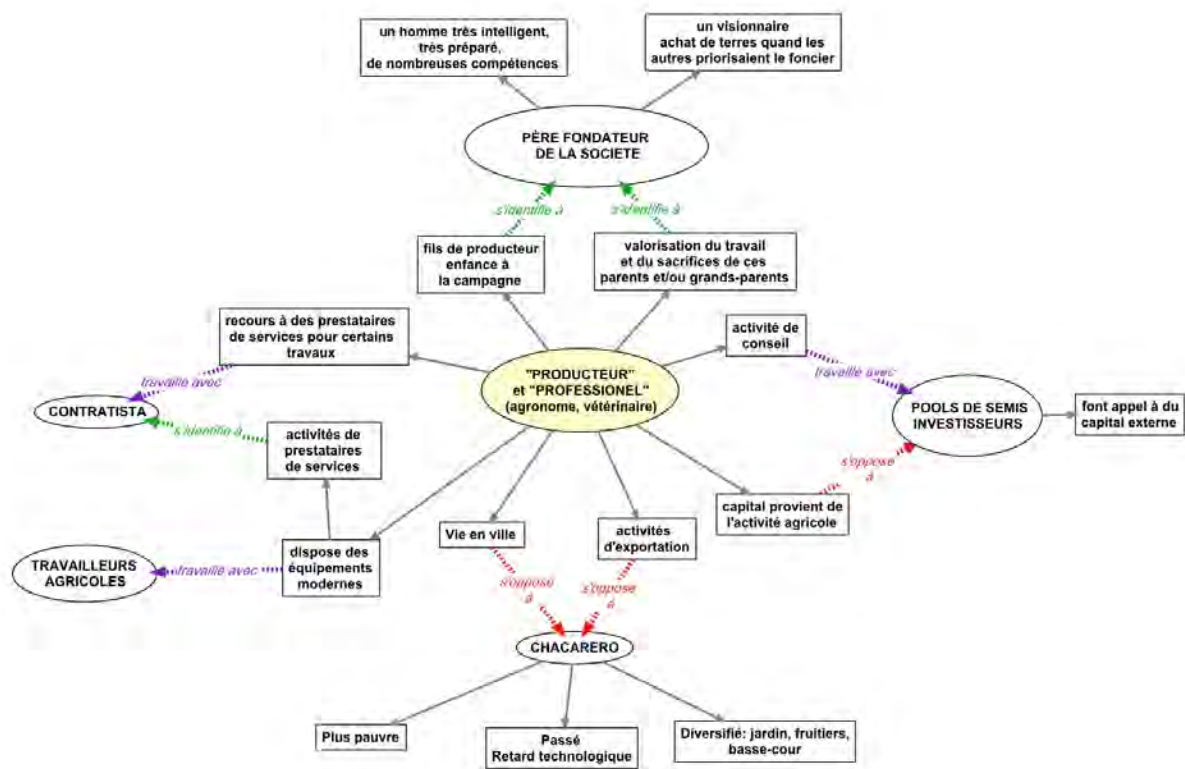 un homme très intelligent,
très préparé,
de nombreuses compétences
un visionnaire
achat de terres quand les
autres priorisaient le foncier
PÈRE FONDATEUR
DE LA SOCIETE
s'identifie à
s'identifie à
fils de producteur
enfance à
la campagne
valorisation du travail
et du sacrifices de ces
parents et/ou grands-parents
recours à des prestataires
de services pour certains
travaux
activité de
conseil
travaille avec
travaille avec
"PRODUCTEUR"
et "PROFESSIONEL"
(agronome, vétérinaire)
CONTRATISTA
POOLS DE SEMIS
INVESTISSEURS
font appel à du
capital externe
s'identifie à
activités de
prestataires
de services
s'oppose
à
capital provient de
l'activité agricole
Vie en ville
activités
d'exportation
TRAVAILLEURS
AGRICOLES
travaille avec
dispose des
équipements
modernes
s'oppose
à
s'oppose
à
CHACARERO
Plus pauvre
Passé
Retard technologique
Diversifié: jardin, fruitiers,
basse-cour